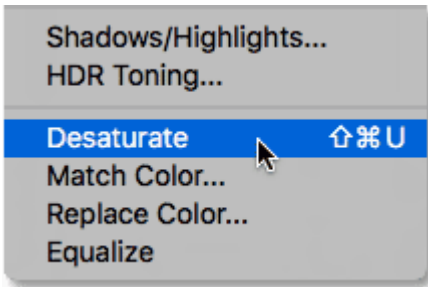 Shadows/Highlights...
HDR Toning...
Desaturate ⇧⌘U
Match Color...
Replace Color...
Equalize